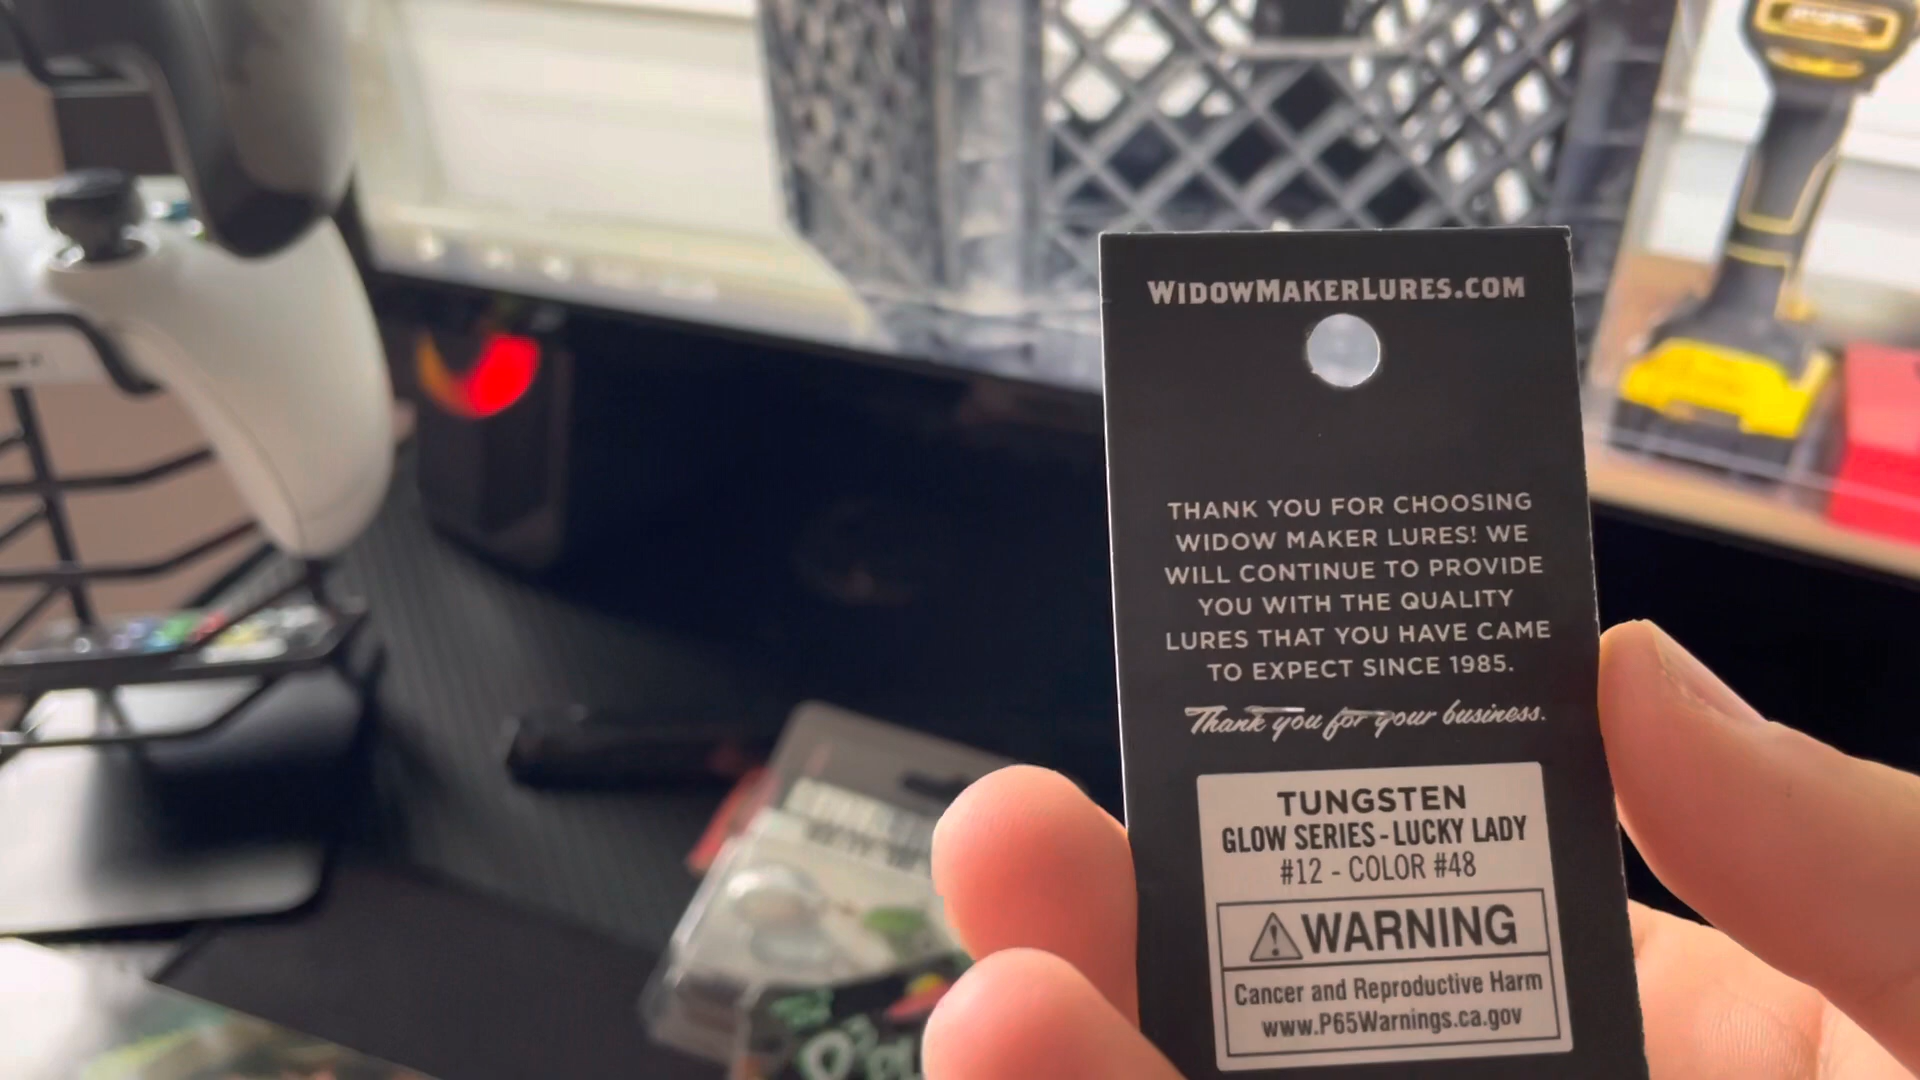 WIDOWMAKERLURES.COM
THANK YOU FOR CHOOSING
WIDOW MAKER LURES! WE
WILL CONTINUE TO PROVIDE
YOU WITH THE QUALITY
LURES THAT YOU HAVE CAME
TO EXPECT SINCE 1985.
Thank you for your business.
TUNGSTEN
GLOW SERIES - LUCKY LADY
#12 - COLOR #48
WARNING
Cancer and Reproductive Harm
www.P65Warnings.ca.gov